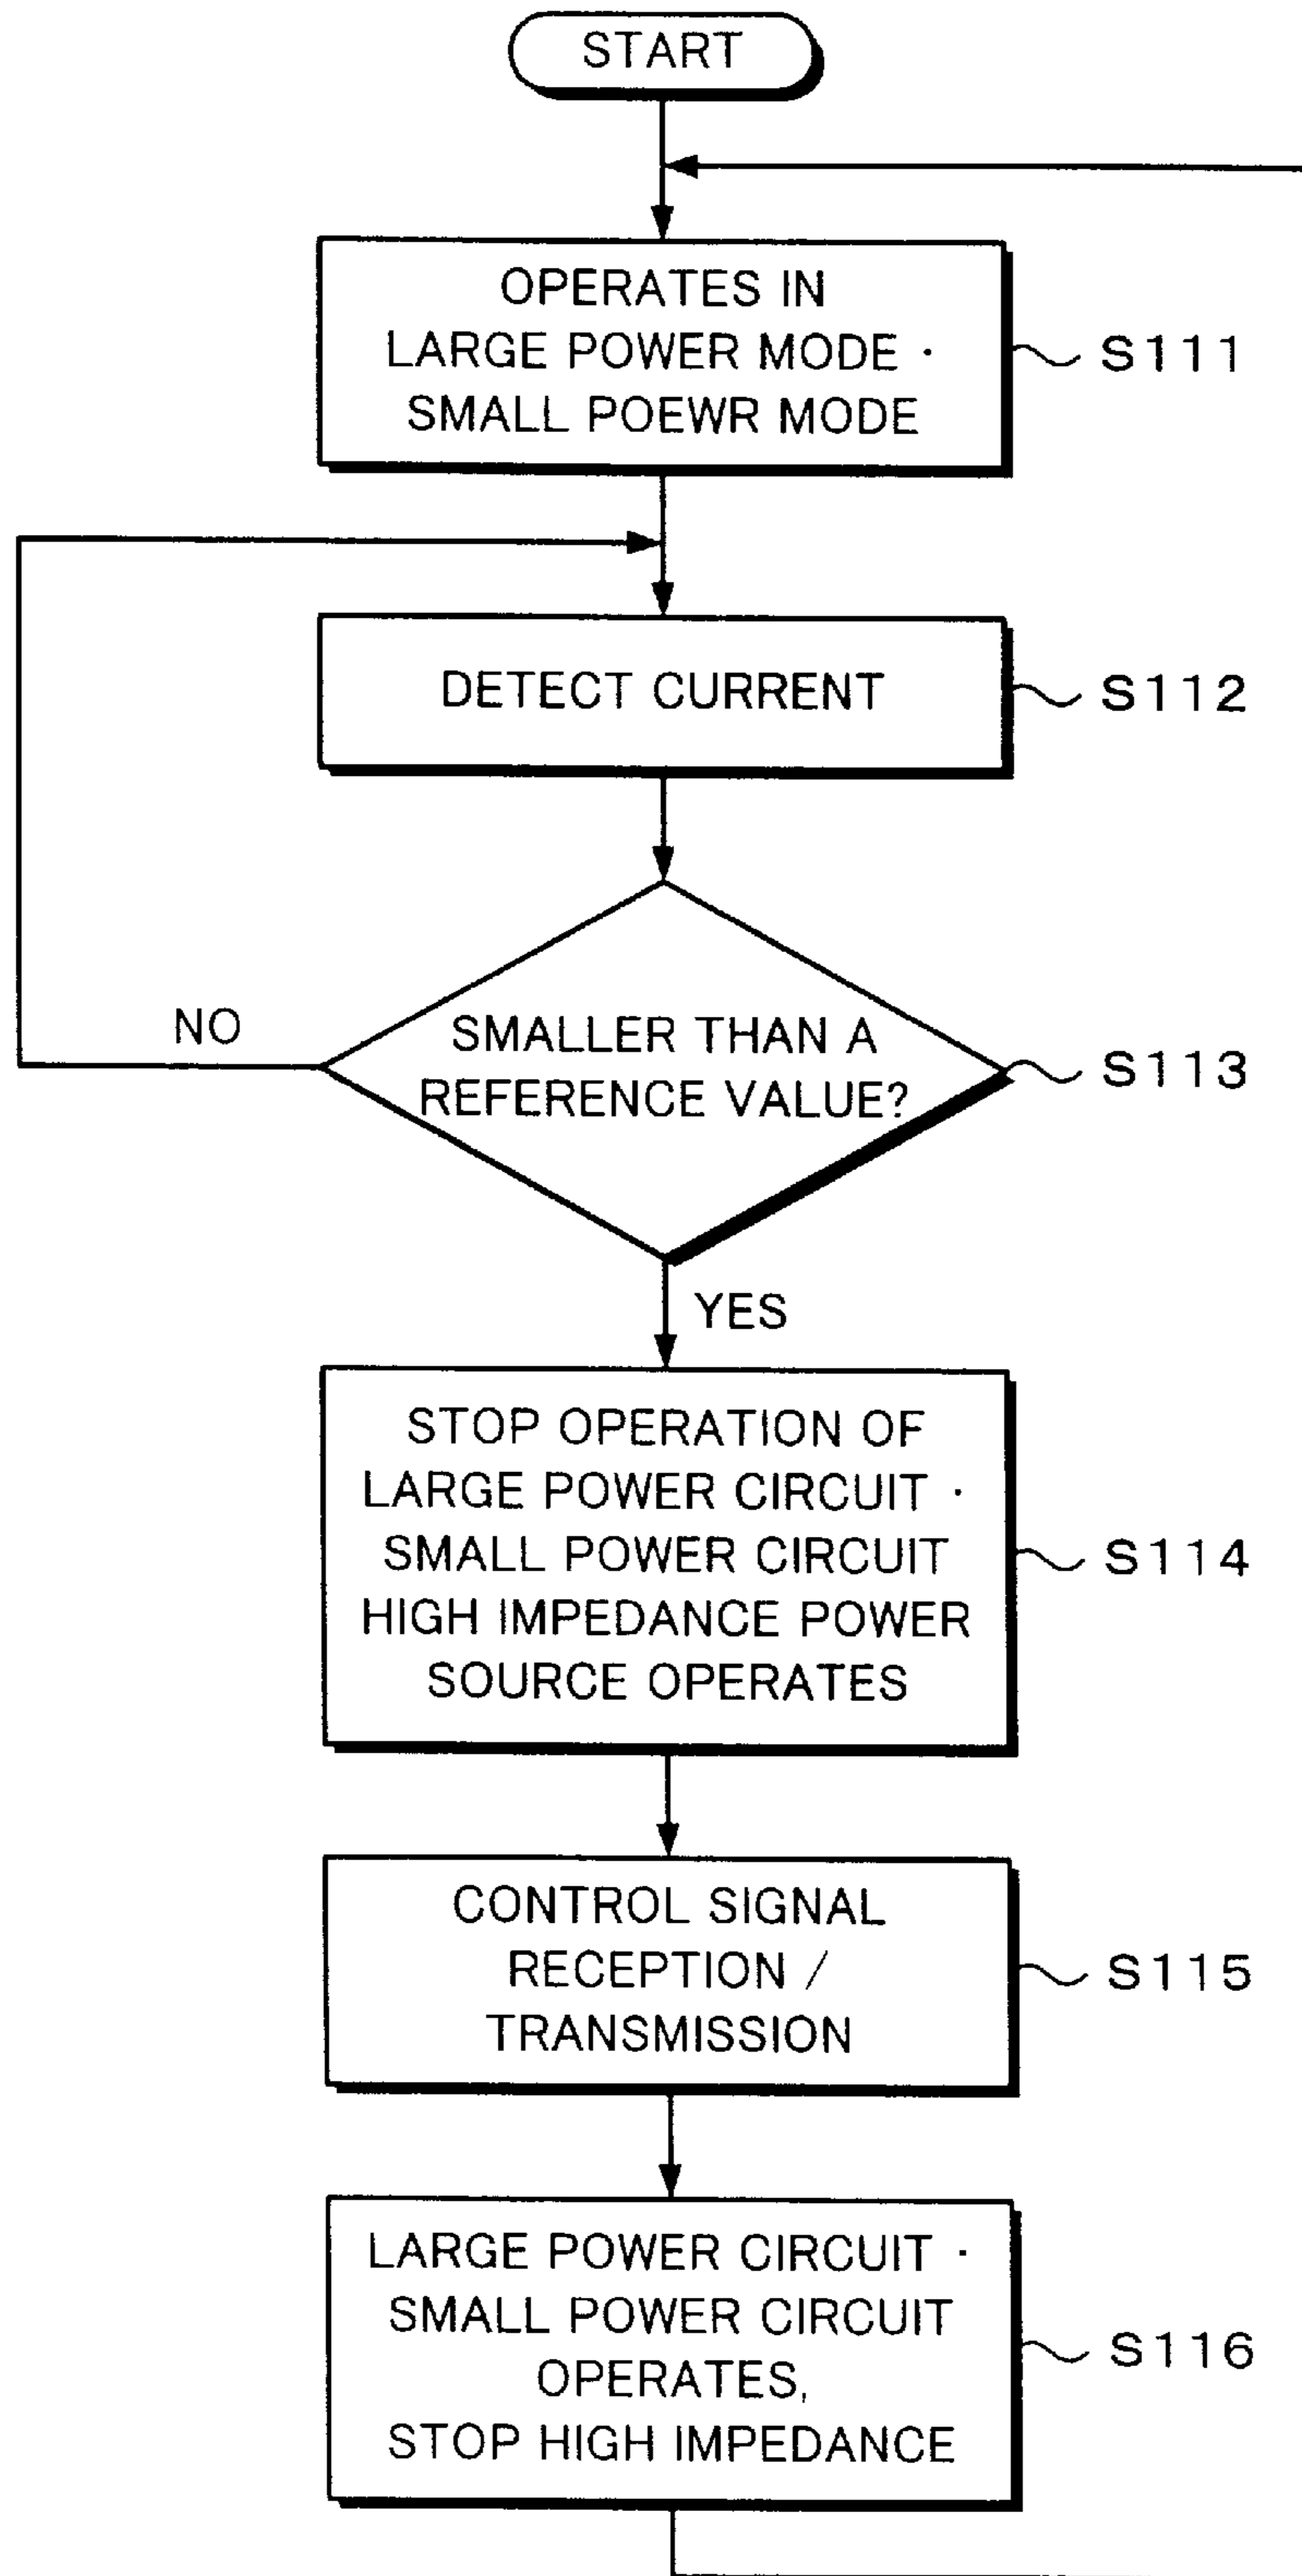 START
OPERATES IN
LARGE POWER MODE ·
SMALL POEWR MODE
S111
DETECT CURRENT
S112
SMALLER THAN A
REFERENCE VALUE?
S113
NO
YES
STOP OPERATION OF
LARGE POWER CIRCUIT ·
SMALL POWER CIRCUIT
HIGH IMPEDANCE POWER
SOURCE OPERATES
S114
CONTROL SIGNAL
RECEPTION /
TRANSMISSION
S115
LARGE POWER CIRCUIT ·
SMALL POWER CIRCUIT
OPERATES,
STOP HIGH IMPEDANCE
S116